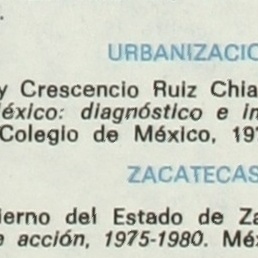 URBANIZACIO
y Crescencio Ruiz Chia
éxico: diagnóstico e in
Colegio de México, 19
ZACATECAS
ierno del Estado de Za
e acción, 1975-1980. Mé